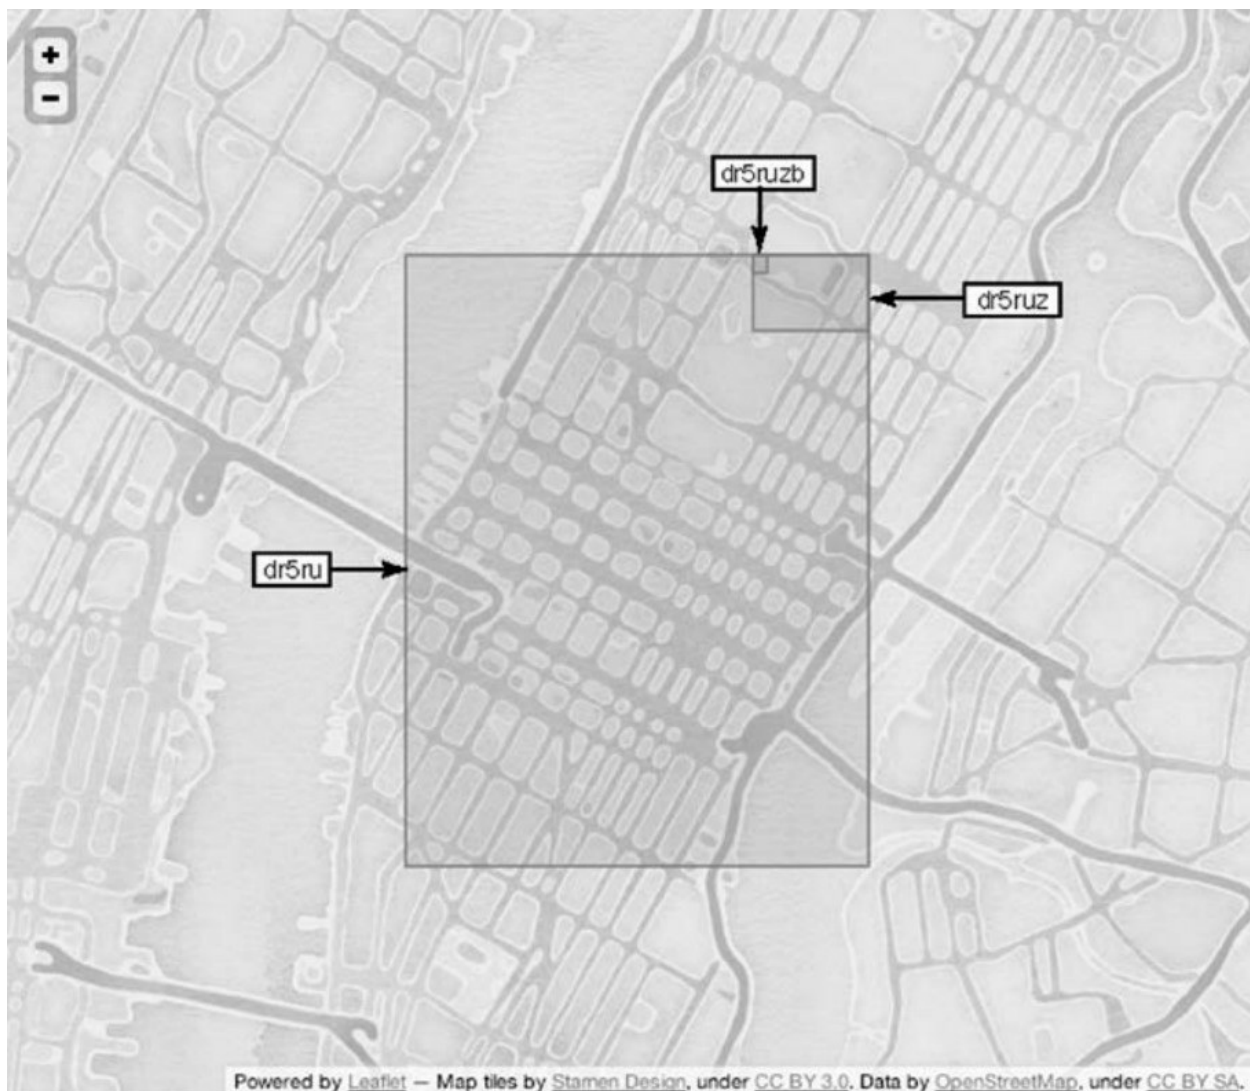 +
−
dr5ruzb
dr5ruz
dr5ru
Powered by Leaflet — Map tiles by Stamen Design, under CC BY 3.0. Data by OpenStreetMap, under CC BY SA